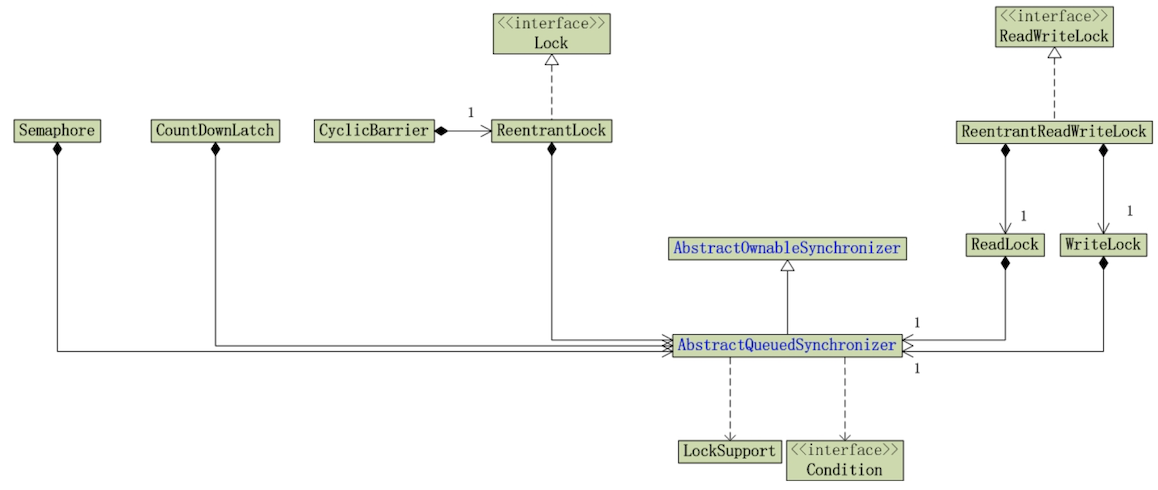 <<interface>>
Lock
<<interface>>
ReadWriteLock
Semaphore
CountDownLatch
CyclicBarrier
1
ReentrantLock
ReentrantReadWriteLock
1
1
ReadLock
WriteLock
AbstractOwnableSynchronizer
1
AbstractQueuedSynchronizer
1
LockSupport
<<interface>>
Condition